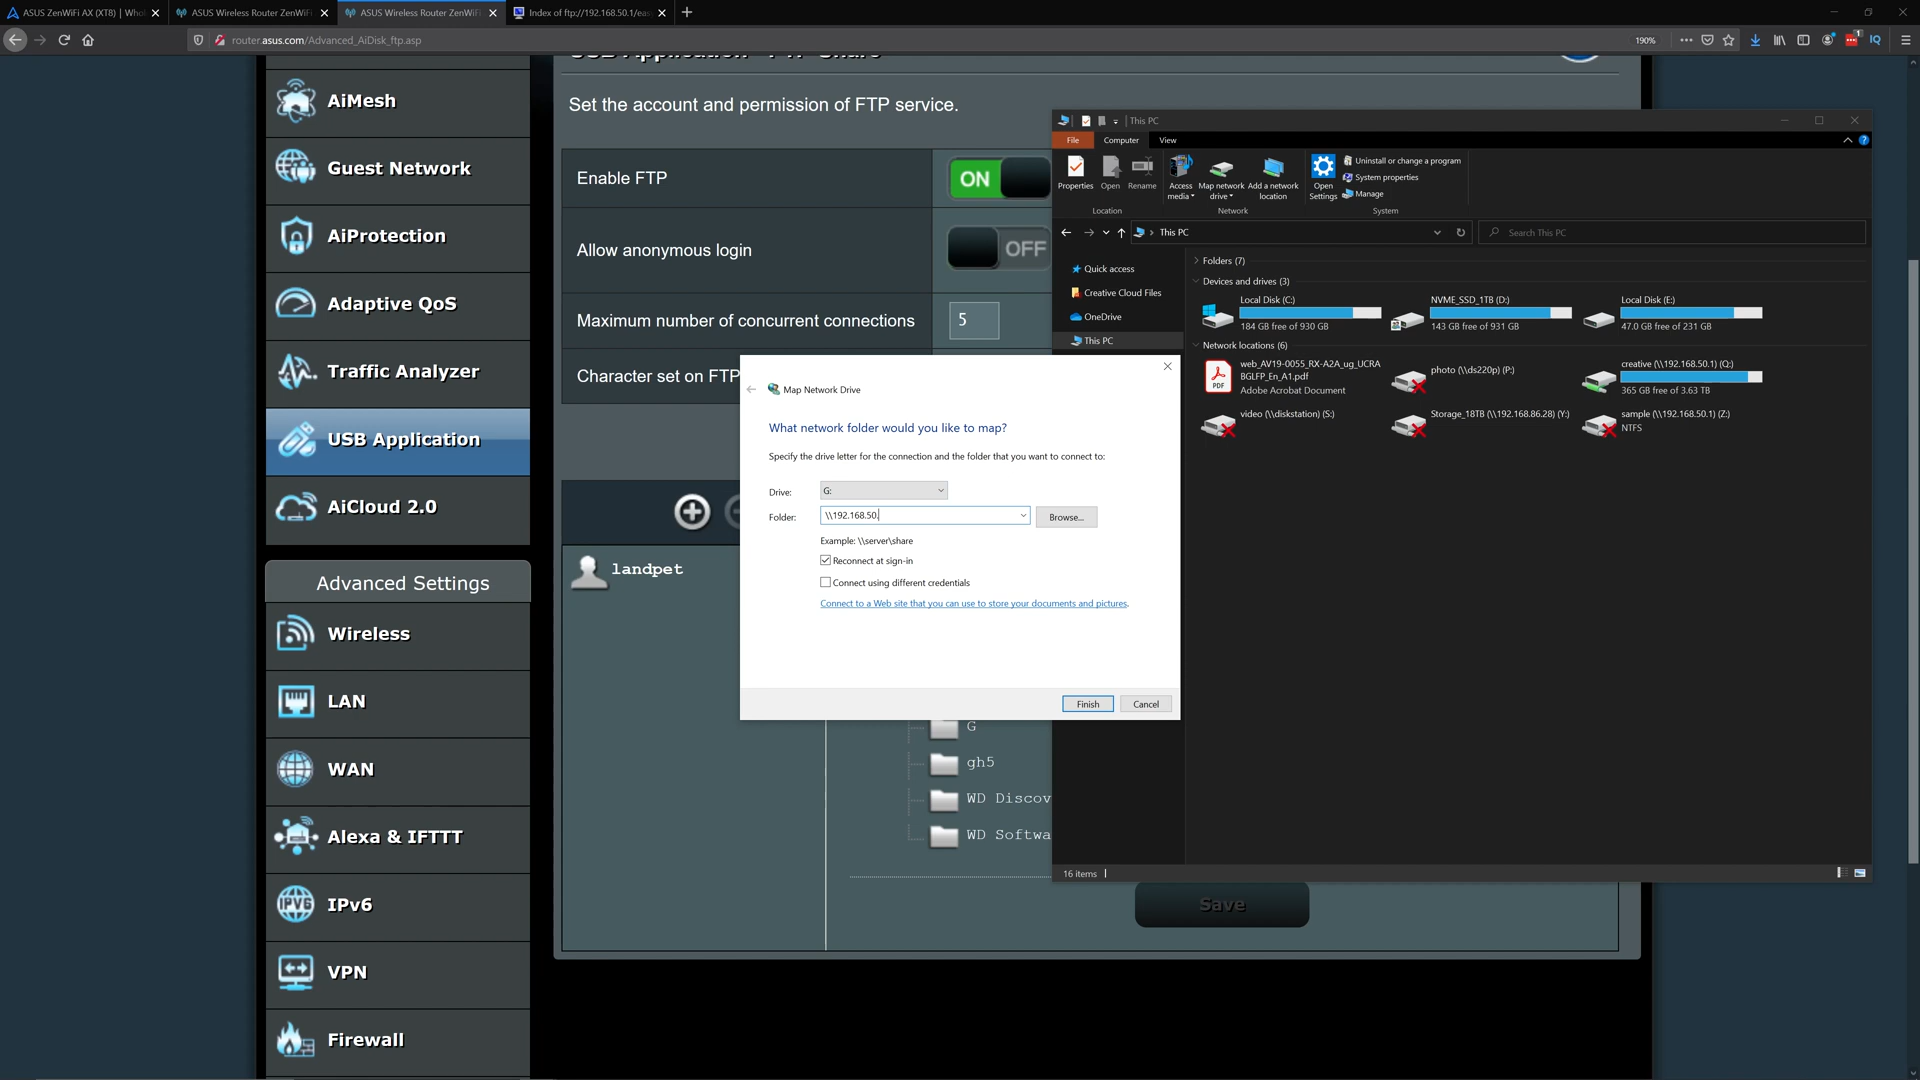 ASUS ZenWiFi AX (XT8) | Whol
ASUS Wireless Router ZenWiFi
ASUS Wireless Router ZenWiFi
Index of ftp://192.168.50.1/eas
router.asus.com/Advanced_AiDisk_ftp.asp
190%
AiMesh
Guest Network
AiProtection
Adaptive QoS
Traffic Analyzer
USB Application
AiCloud 2.0
Advanced Settings
Wireless
LAN
WAN
Alexa & IFTTT
IPv6
VPN
Firewall
Set the account and permission of FTP service.
Enable FTP
ON
Allow anonymous login
OFF
Maximum number of concurrent connections
5
Character set on FTP
landpet
G
gh5
WD Discov
WD Softwa
Save
This PC
File
Computer
View
Properties
Open
Rename
Access media
Map network drive
Add a network location
Open Settings
Uninstall or change a program
System properties
Manage
Location
Network
System
This PC
Search This PC
Quick access
Creative Cloud Files
OneDrive
This PC
Folders (7)
Devices and drives (3)
Local Disk (C:)
184 GB free of 930 GB
NVME_SSD_1TB (D:)
143 GB free of 931 GB
Local Disk (E:)
47.0 GB free of 231 GB
Network locations (6)
web_AV19-0055_RX-A2A_ug_UCRA
BGLFP_En_A1.pdf
Adobe Acrobat Document
photo (\\ds220p) (P:)
creative (\\192.168.50.1) (Q:)
365 GB free of 3.63 TB
video (\\diskstation) (S:)
Storage_18TB (\\192.168.86.28) (Y:)
sample (\\192.168.50.1) (Z:)
NTFS
16 items
Map Network Drive
What network folder would you like to map?
Specify the drive letter for the connection and the folder that you want to connect to:
Drive:
G:
Folder:
\\192.168.50.
Browse...
Example: \\server\share
Reconnect at sign-in
Connect using different credentials
Connect to a Web site that you can use to store your documents and pictures.
Finish
Cancel